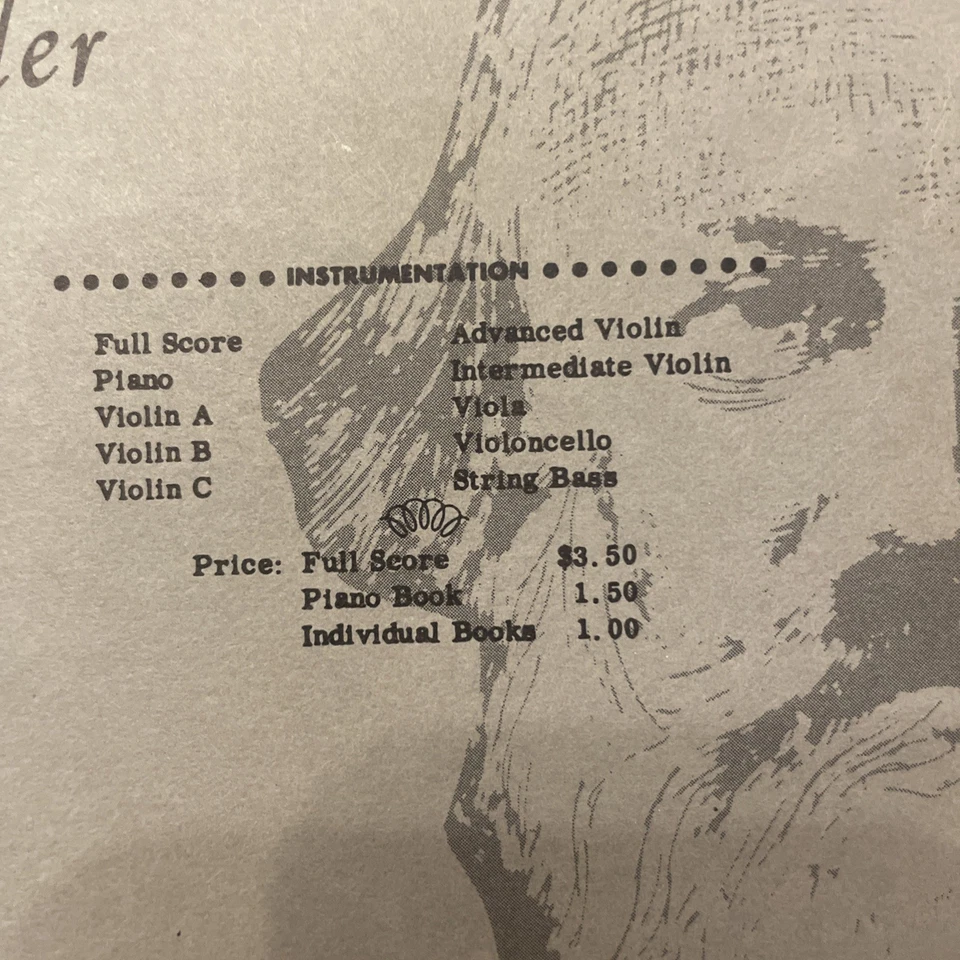 INSTRUMENTATION
Full Score
Piano
Violin A
Violin B
Violin C
Advanced Violin
Intermediate Violin
Viola
Violoncello
String Bass
Price: Full Score $3.50
Piano Book 1.50
Individual Books 1.00